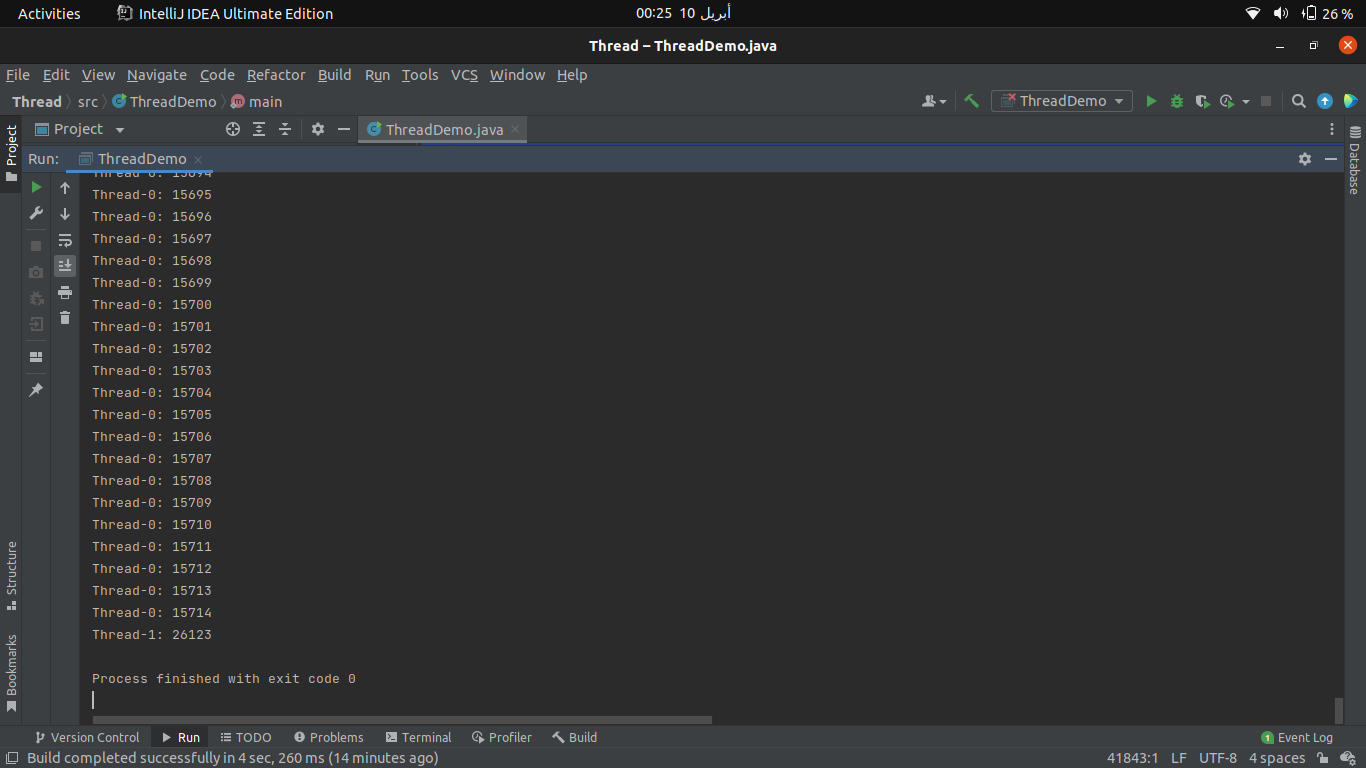 Activities IntelliJ IDEA Ultimate Edition 00:25 10 أبريل 26 %
Thread – ThreadDemo.java
File Edit View Navigate Code Refactor Build Run Tools VCS Window Help
Thread src ThreadDemo main ThreadDemo
Project Project ThreadDemo.java Database
Run: ThreadDemo
Thread-0: 15694
Thread-0: 15695
Thread-0: 15696
Thread-0: 15697
Thread-0: 15698
Thread-0: 15699
Thread-0: 15700
Thread-0: 15701
Thread-0: 15702
Thread-0: 15703
Thread-0: 15704
Thread-0: 15705
Thread-0: 15706
Thread-0: 15707
Thread-0: 15708
Thread-0: 15709
Thread-0: 15710
Thread-0: 15711
Thread-0: 15712
Thread-0: 15713
Thread-0: 15714
Thread-1: 26123
Process finished with exit code 0
Structure
Bookmarks
Version Control Run TODO Problems Terminal Profiler Build 1 Event Log
Build completed successfully in 4 sec, 260 ms (14 minutes ago) 41843:1 LF UTF-8 4 spaces